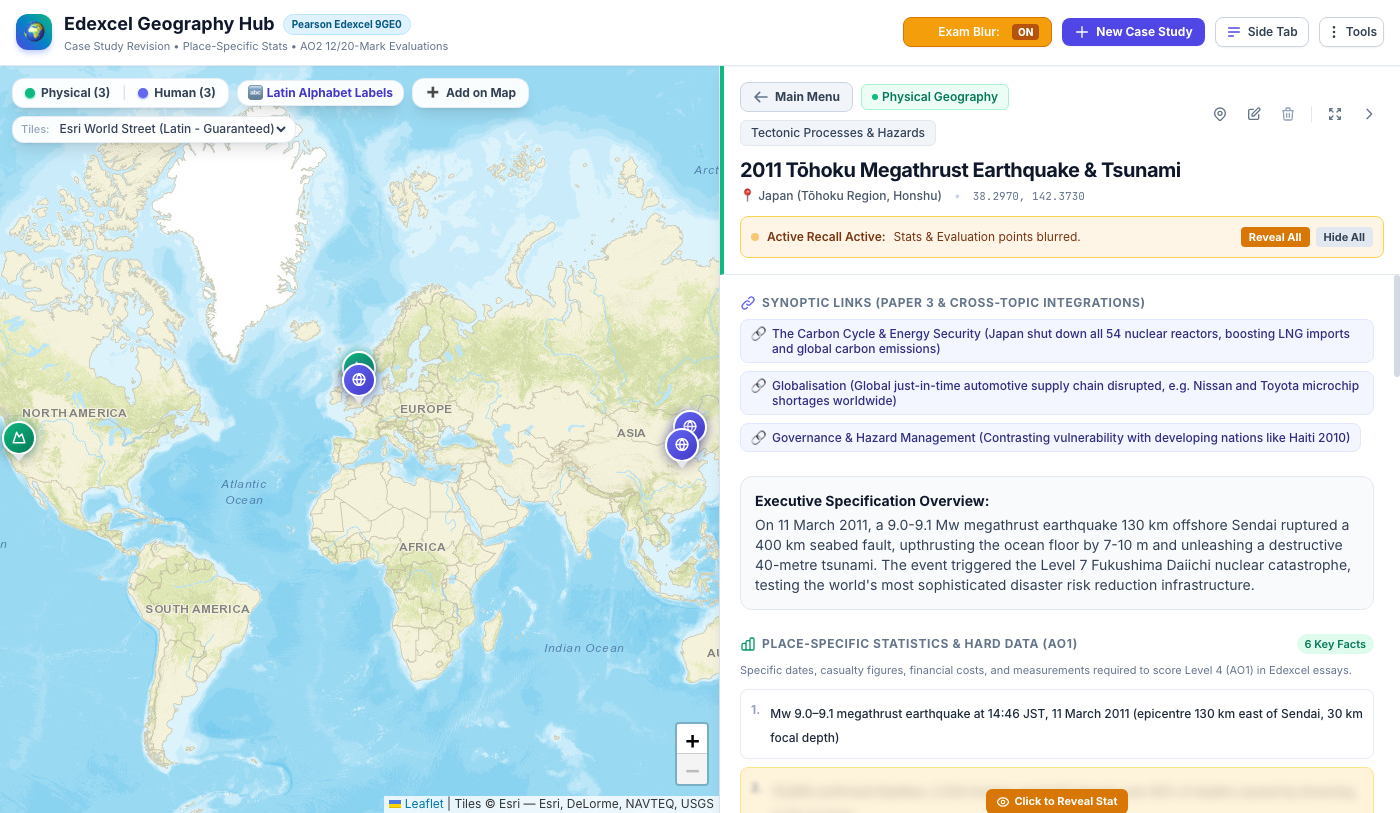 Edexcel Geography Hub
Pearson Edexcel 9GE0
Case Study Revision • Place-Specific Stats • AO2 12/20-Mark Evaluations
Exam Blur: ON
New Case Study
Side Tab
Tools
Physical (3)
Human (3)
abc Latin Alphabet Labels
Add on Map
Tiles: Esri World Street (Latin - Guaranteed)
Arct
NORTH AMERICA
EUROPE
ASIA
Atlantic
Ocean
AFRICA
SOUTH AMERICA
Indian Ocean
AU
n
+
−
Leaflet | Tiles © Esri — Esri, DeLorme, NAVTEQ, USGS
Main Menu
Physical Geography
Tectonic Processes & Hazards
2011 Tōhoku Megathrust Earthquake & Tsunami
Japan (Tōhoku Region, Honshu) • 38.2970, 142.3730
Active Recall Active: Stats & Evaluation points blurred.
Reveal All
Hide All
SYNOPTIC LINKS (PAPER 3 & CROSS-TOPIC INTEGRATIONS)
The Carbon Cycle & Energy Security (Japan shut down all 54 nuclear reactors, boosting LNG imports
and global carbon emissions)
Globalisation (Global just-in-time automotive supply chain disrupted, e.g. Nissan and Toyota microchip
shortages worldwide)
Governance & Hazard Management (Contrasting vulnerability with developing nations like Haiti 2010)
Executive Specification Overview:
On 11 March 2011, a 9.0-9.1 Mw megathrust earthquake 130 km offshore Sendai ruptured a
400 km seabed fault, upthrusting the ocean floor by 7-10 m and unleashing a destructive
40-metre tsunami. The event triggered the Level 7 Fukushima Daiichi nuclear catastrophe,
testing the world's most sophisticated disaster risk reduction infrastructure.
PLACE-SPECIFIC STATISTICS & HARD DATA (AO1)
6 Key Facts
Specific dates, casualty figures, financial costs, and measurements required to score Level 4 (AO1) in Edexcel essays.
1. Mw 9.0–9.1 megathrust earthquake at 14:46 JST, 11 March 2011 (epicentre 130 km east of Sendai, 30 km
focal depth)
Click to Reveal Stat